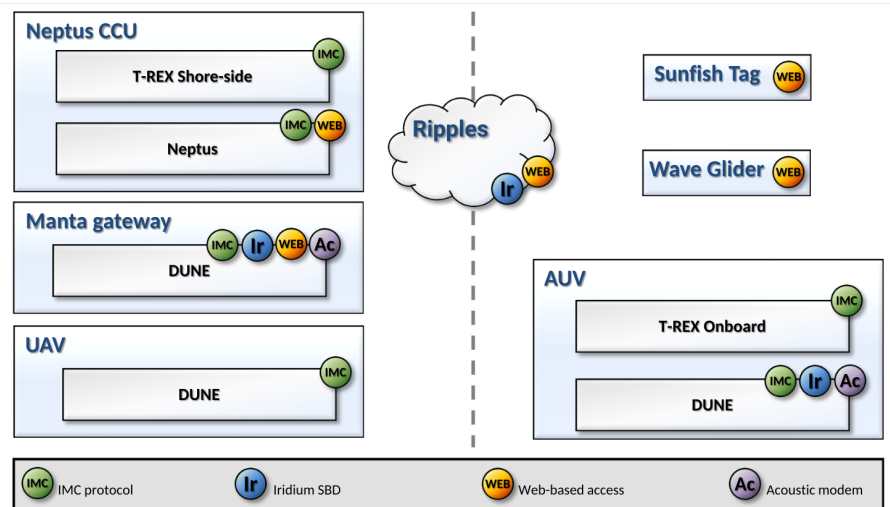 Neptus CCU
IMC
T-REX Shore-side
IMC WEB
Neptus
Manta gateway
IMC Ir WEB Ac
DUNE
UAV
IMC
DUNE
Ripples
WEB
Ir
Sunfish Tag WEB
Wave Glider WEB
AUV
IMC
T-REX Onboard
IMC Ir Ac
DUNE
IMC IMC protocol Ir Iridium SBD WEB Web-based access Ac Acoustic modem